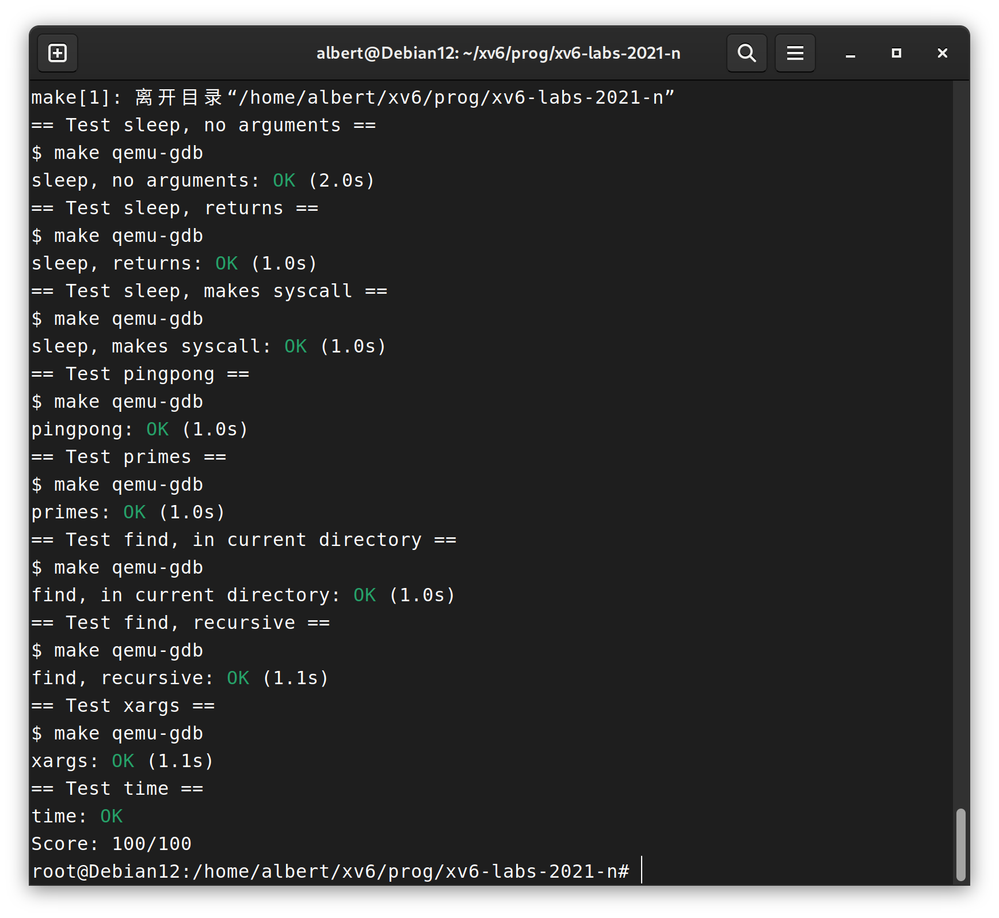 albert@Debian12: ~/xv6/prog/xv6-labs-2021-n
make[1]: 离开目录“/home/albert/xv6/prog/xv6-labs-2021-n”
== Test sleep, no arguments ==
$ make qemu-gdb
sleep, no arguments: OK (2.0s)
== Test sleep, returns ==
$ make qemu-gdb
sleep, returns: OK (1.0s)
== Test sleep, makes syscall ==
$ make qemu-gdb
sleep, makes syscall: OK (1.0s)
== Test pingpong ==
$ make qemu-gdb
pingpong: OK (1.0s)
== Test primes ==
$ make qemu-gdb
primes: OK (1.0s)
== Test find, in current directory ==
$ make qemu-gdb
find, in current directory: OK (1.0s)
== Test find, recursive ==
$ make qemu-gdb
find, recursive: OK (1.1s)
== Test xargs ==
$ make qemu-gdb
xargs: OK (1.1s)
== Test time ==
time: OK
Score: 100/100
root@Debian12:/home/albert/xv6/prog/xv6-labs-2021-n#